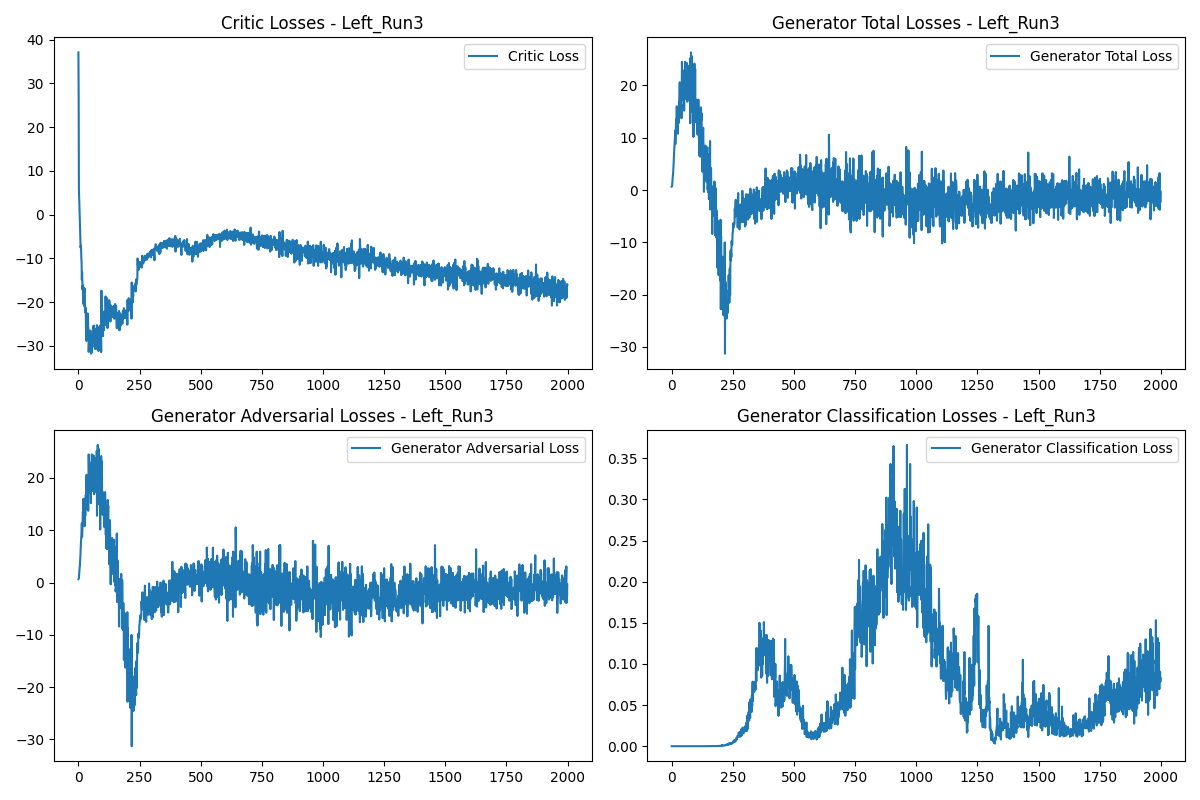 Critic Losses - Left_Run3
Critic Loss
40
30
20
10
0
−10
−20
−30
0 250 500 750 1000 1250 1500 1750 2000
Generator Total Losses - Left_Run3
Generator Total Loss
20
10
0
−10
−20
−30
0 250 500 750 1000 1250 1500 1750 2000
Generator Adversarial Losses - Left_Run3
Generator Adversarial Loss
20
10
0
−10
−20
−30
0 250 500 750 1000 1250 1500 1750 2000
Generator Classification Losses - Left_Run3
Generator Classification Loss
0.35
0.30
0.25
0.20
0.15
0.10
0.05
0.00
0 250 500 750 1000 1250 1500 1750 2000